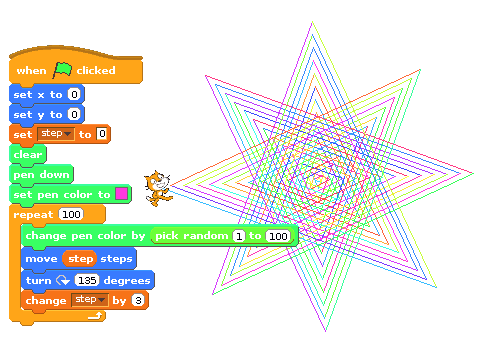 when clicked
set x to 0
set y to 0
set step to 0
clear
pen down
set pen color to
repeat 100
change pen color by pick random 1 to 100
move step steps
turn 135 degrees
change step by 3